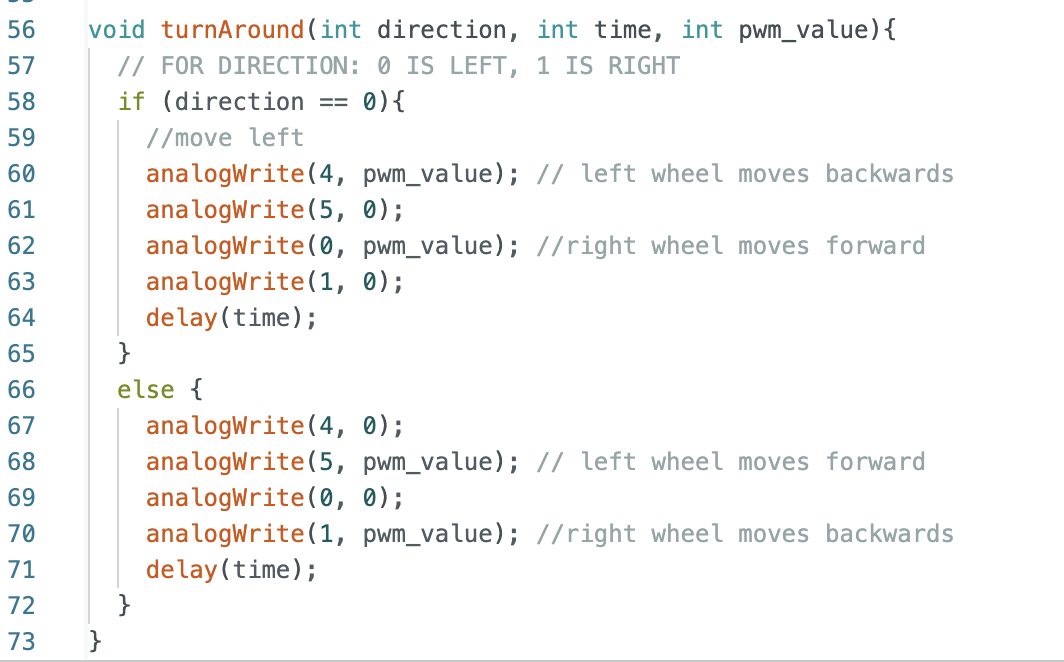 56 void turnAround(int direction, int time, int pwm_value){
57 // FOR DIRECTION: 0 IS LEFT, 1 IS RIGHT
58 if (direction == 0){
59 //move left
60 analogWrite(4, pwm_value); // left wheel moves backwards
61 analogWrite(5, 0);
62 analogWrite(0, pwm_value); //right wheel moves forward
63 analogWrite(1, 0);
64 delay(time);
65 }
66 else {
67 analogWrite(4, 0);
68 analogWrite(5, pwm_value); // left wheel moves forward
69 analogWrite(0, 0);
70 analogWrite(1, pwm_value); //right wheel moves backwards
71 delay(time);
72 }
73 }